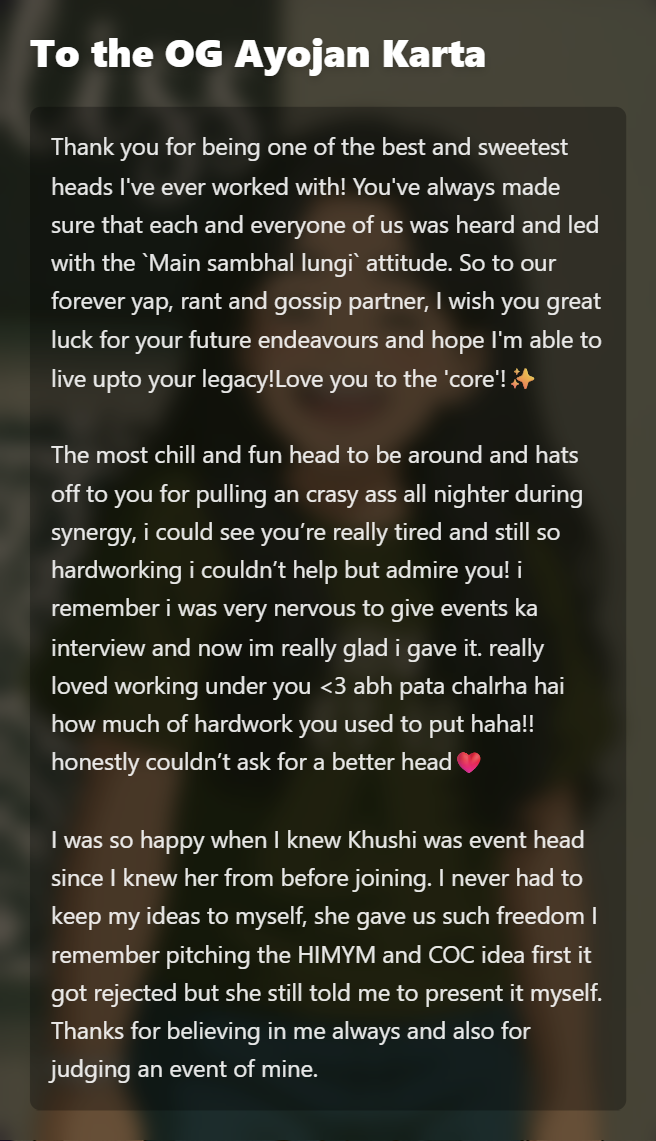 To the OG Ayojan Karta
Thank you for being one of the best and sweetest
heads I've ever worked with! You've always made
sure that each and everyone of us was heard and led
with the `Main sambhal lungi` attitude. So to our
forever yap, rant and gossip partner, I wish you great
luck for your future endeavours and hope I'm able to
live upto your legacy!Love you to the 'core'!✨
The most chill and fun head to be around and hats
off to you for pulling an crasy ass all nighter during
synergy, i could see you’re really tired and still so
hardworking i couldn’t help but admire you! i
remember i was very nervous to give events ka
interview and now im really glad i gave it. really
loved working under you <3 abh pata chalrha hai
how much of hardwork you used to put haha!!
honestly couldn’t ask for a better head💓
I was so happy when I knew Khushi was event head
since I knew her from before joining. I never had to
keep my ideas to myself, she gave us such freedom I
remember pitching the HIMYM and COC idea first it
got rejected but she still told me to present it myself.
Thanks for believing in me always and also for
judging an event of mine.